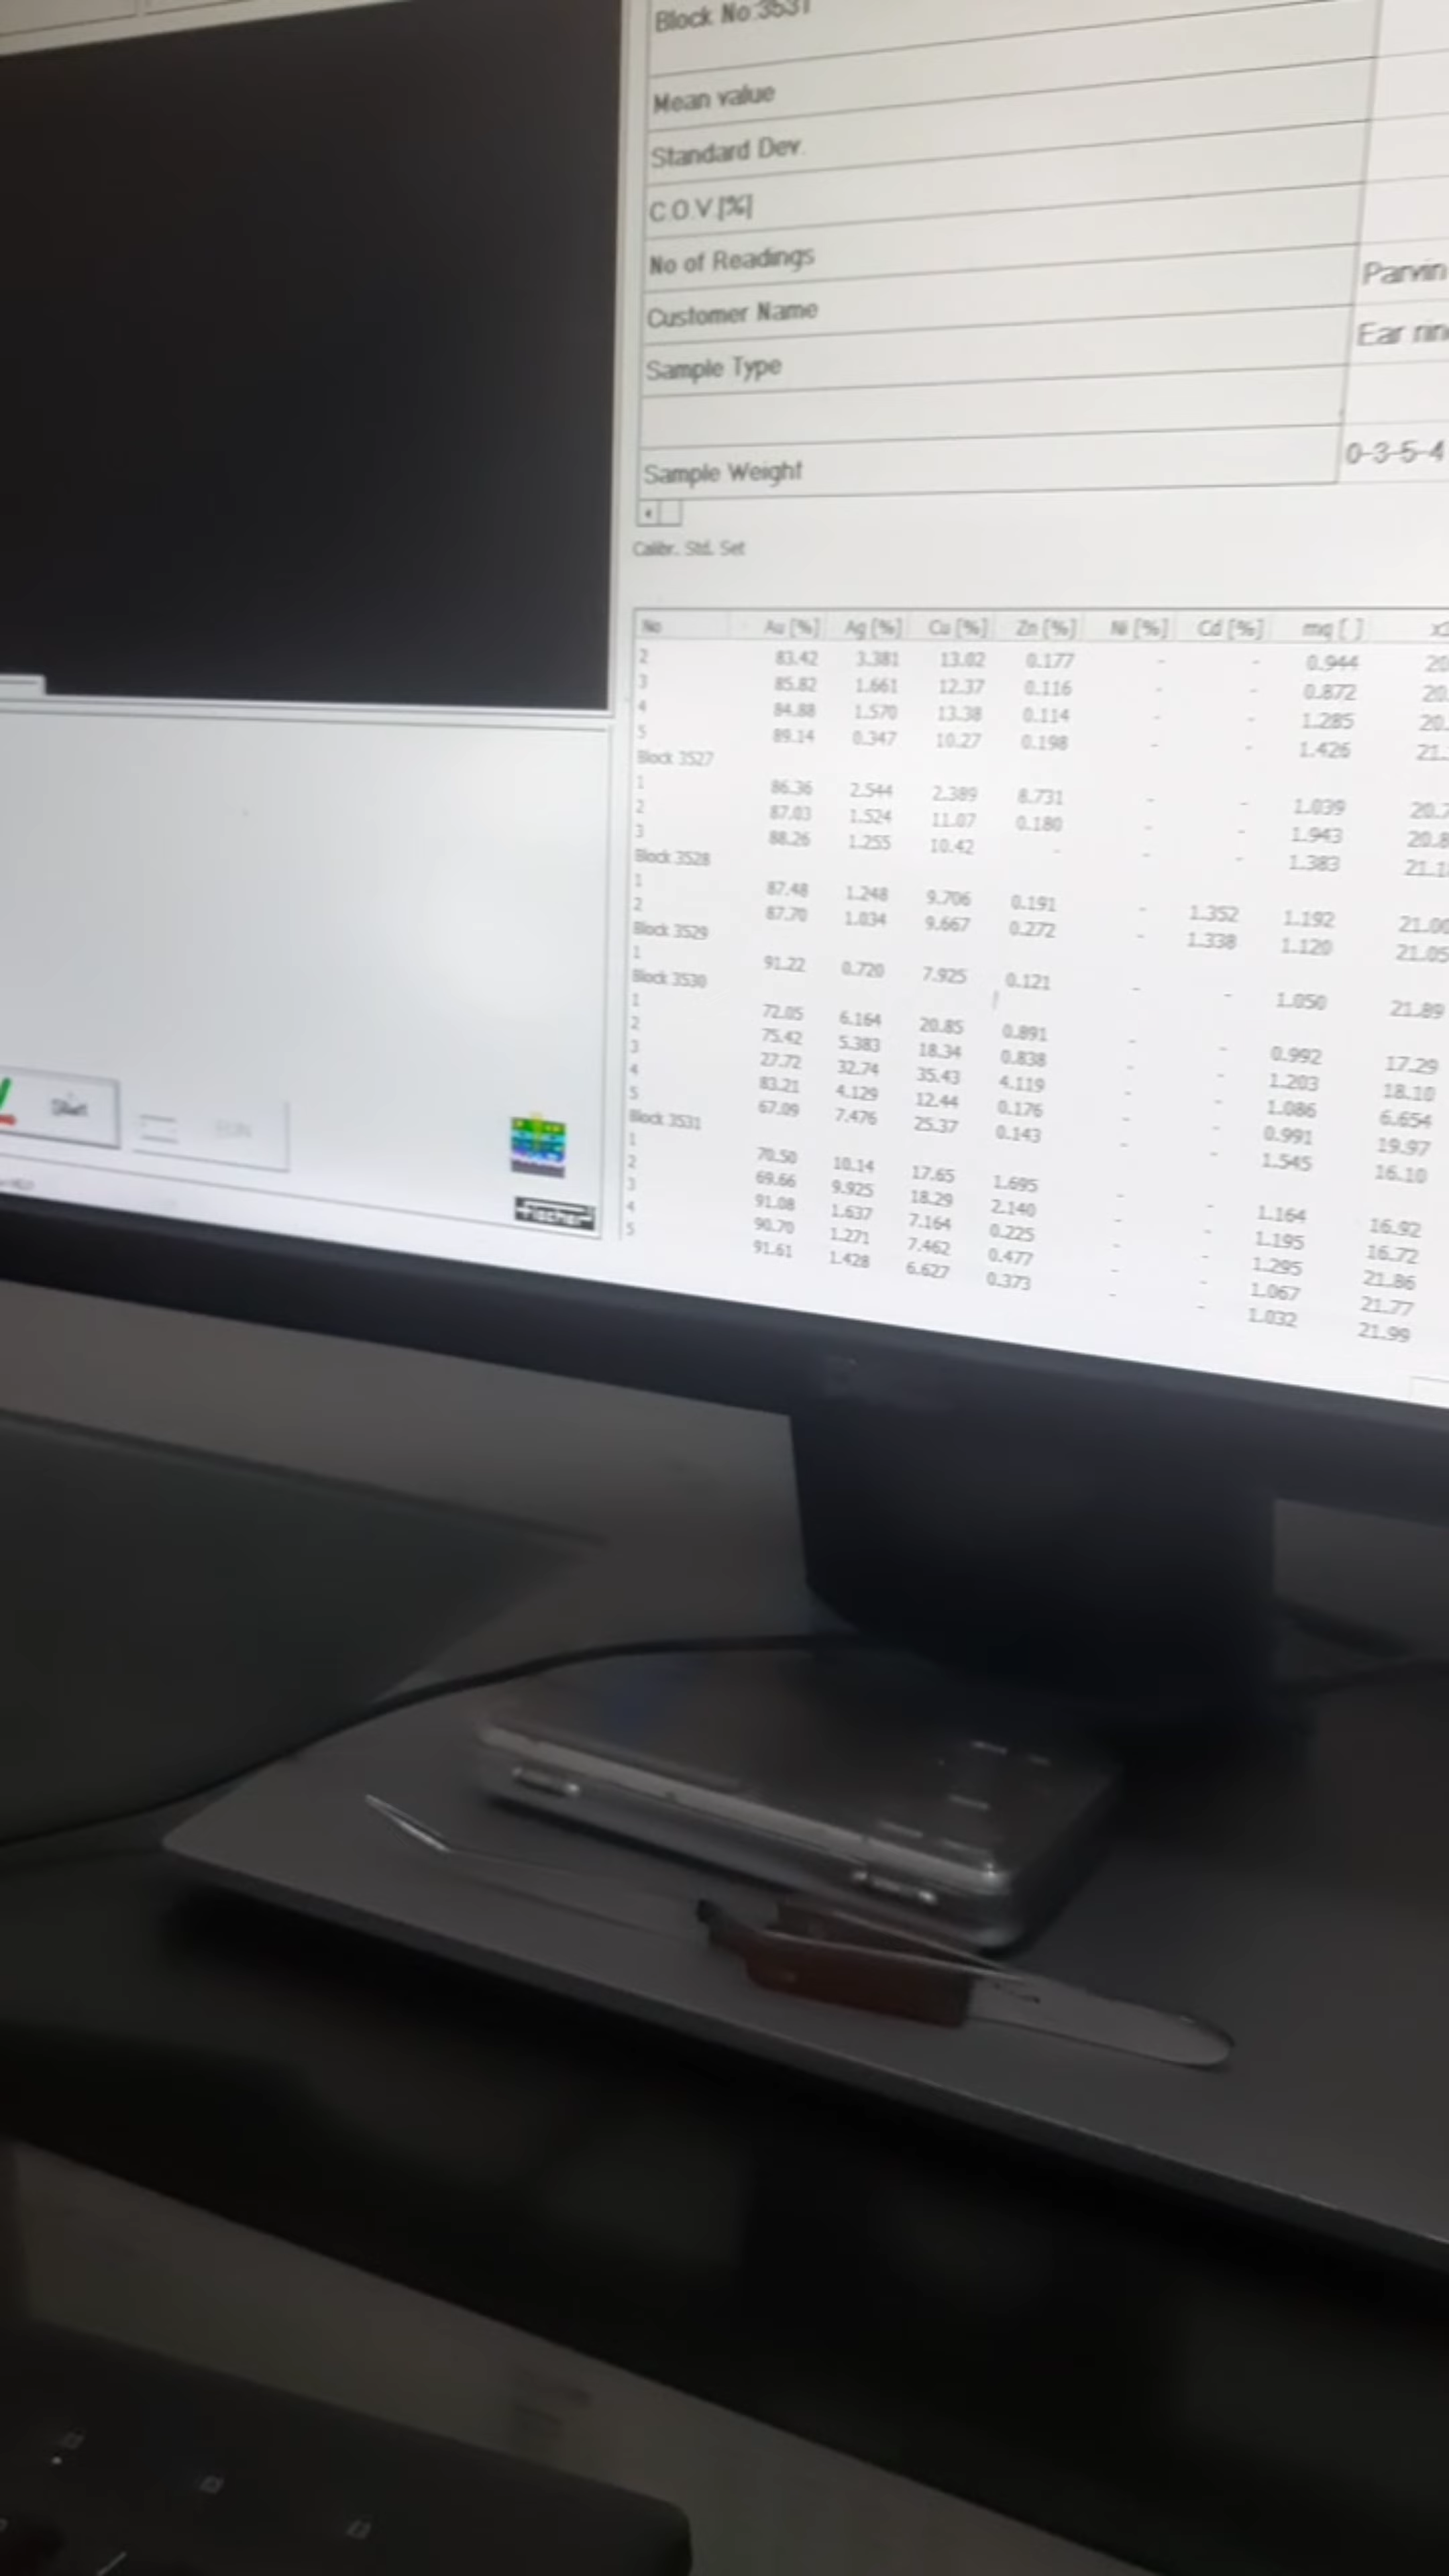 Block No:3531
Mean value
Standard Dev.
C.O.V.[%]
No of Readings
Customer Name Parvin
Sample Type Ear rin
Sample Weight 0-3-5-4
Calibr. Std. Set
No Au [%] Ag [%] Cu [%] Zn [%] Ni [%] Cd [%] mq [ ]
2 83.42 3.381 13.02 0.177 - - 0.944 20.
3 85.82 1.661 12.37 0.116 - - 0.872 20.
4 84.88 1.570 13.38 0.114 - - 1.285 20.
5 89.14 0.347 10.27 0.198 - - 1.426 21.
Block 3527
1 86.36 2.544 2.389 8.731 - - 1.039 20.7
2 87.03 1.524 11.07 0.180 - - 1.943 20.8
3 88.26 1.255 10.42 - - - 1.383 21.1
Block 3528
1 87.48 1.248 9.706 0.191 - 1.352 1.192 21.00
2 87.70 1.034 9.667 0.272 - 1.338 1.120 21.05
Block 3529
1 91.22 0.720 7.925 0.121 - - 1.050 21.89
Block 3530
1 72.05 6.164 20.85 0.891 - - 0.992 17.29
2 75.42 5.383 18.34 0.838 - - 1.203 18.10
3 27.72 32.74 35.43 4.119 - - 1.086 6.654
4 83.21 4.129 12.44 0.176 - - 0.991 19.97
5 67.09 7.476 25.37 0.143 - - 1.545 16.10
Block 3531
1 70.50 10.14 17.65 1.695 - - 1.164 16.92
2 69.66 9.925 18.29 2.140 - - 1.195 16.72
3 91.08 1.637 7.164 0.225 - - 1.295 21.86
4 90.70 1.271 7.462 0.477 - - 1.067 21.77
5 91.61 1.428 6.627 0.373 - - 1.032 21.99
Start
fischer